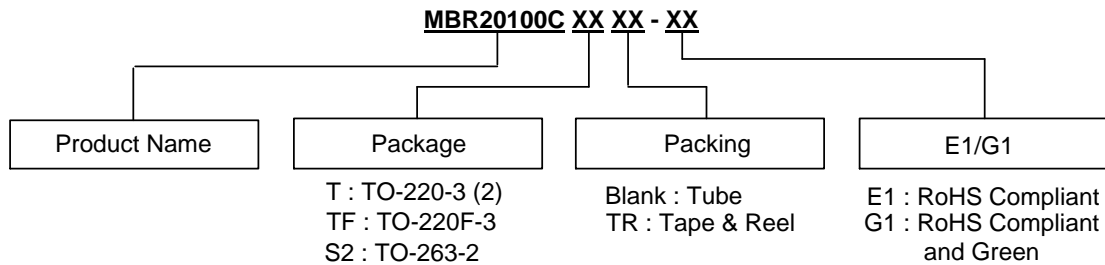 MBR20100C XX XX - XX
Product Name
Package
Packing
E1/G1
T : TO-220-3 (2)
TF : TO-220F-3
S2 : TO-263-2
Blank : Tube
TR : Tape & Reel
E1 : RoHS Compliant
G1 : RoHS Compliant
and Green